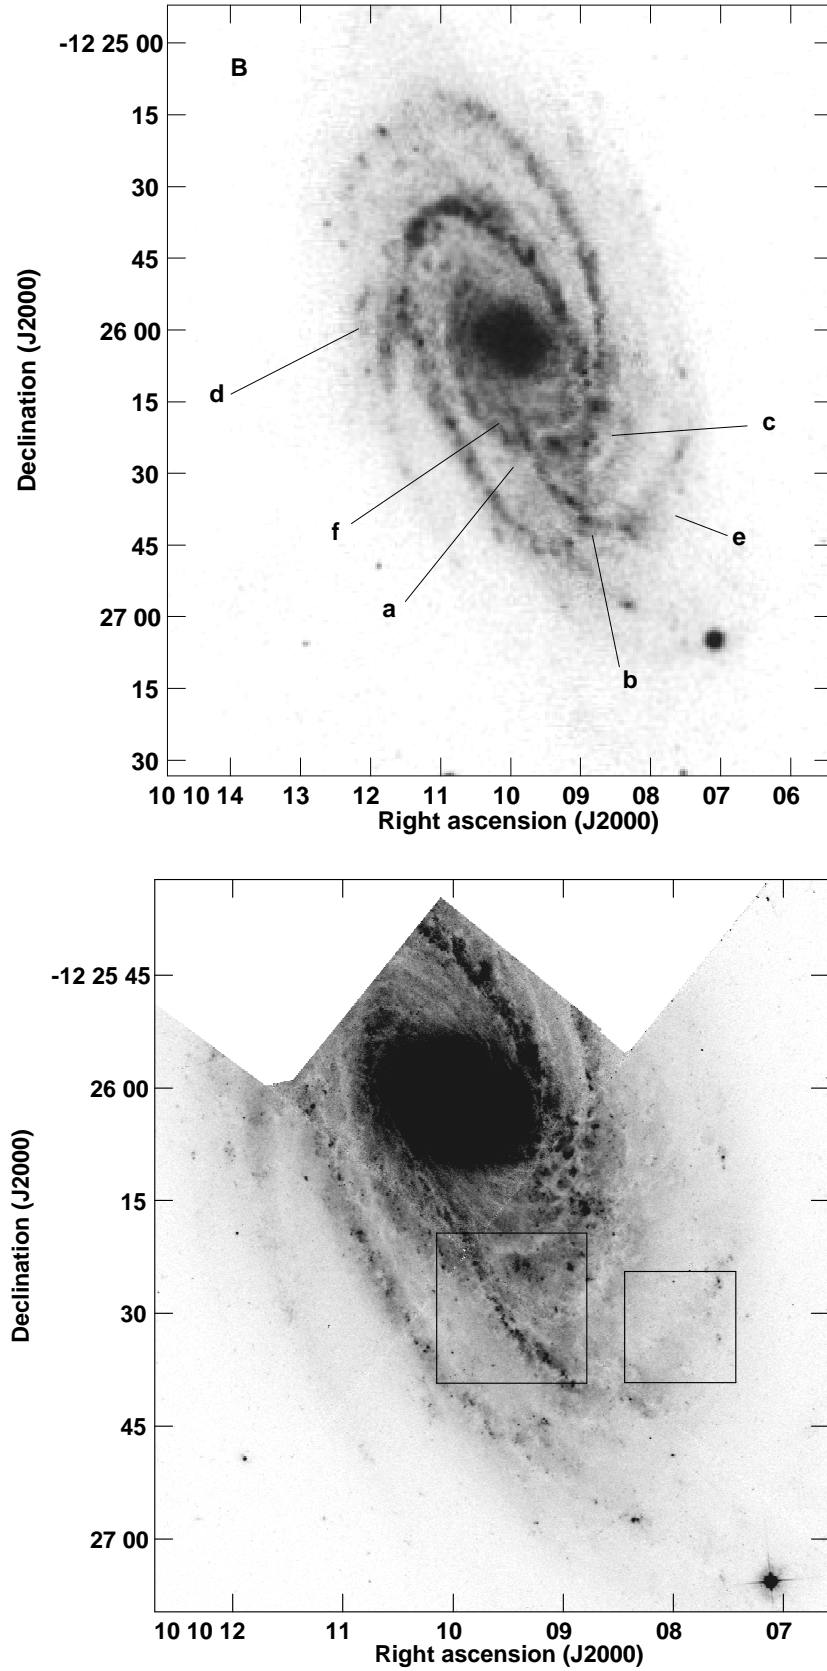 -12 25 00
B
15
30
45
26 00
d
15
c
30
f
e
45
a
27 00
b
15
30
Declination (J2000)
10 10 14 13 12 11 10 09 08 07 06
Right ascension (J2000)
-12 25 45
26 00
15
30
45
27 00
Declination (J2000)
10 10 12 11 10 09 08 07
Right ascension (J2000)